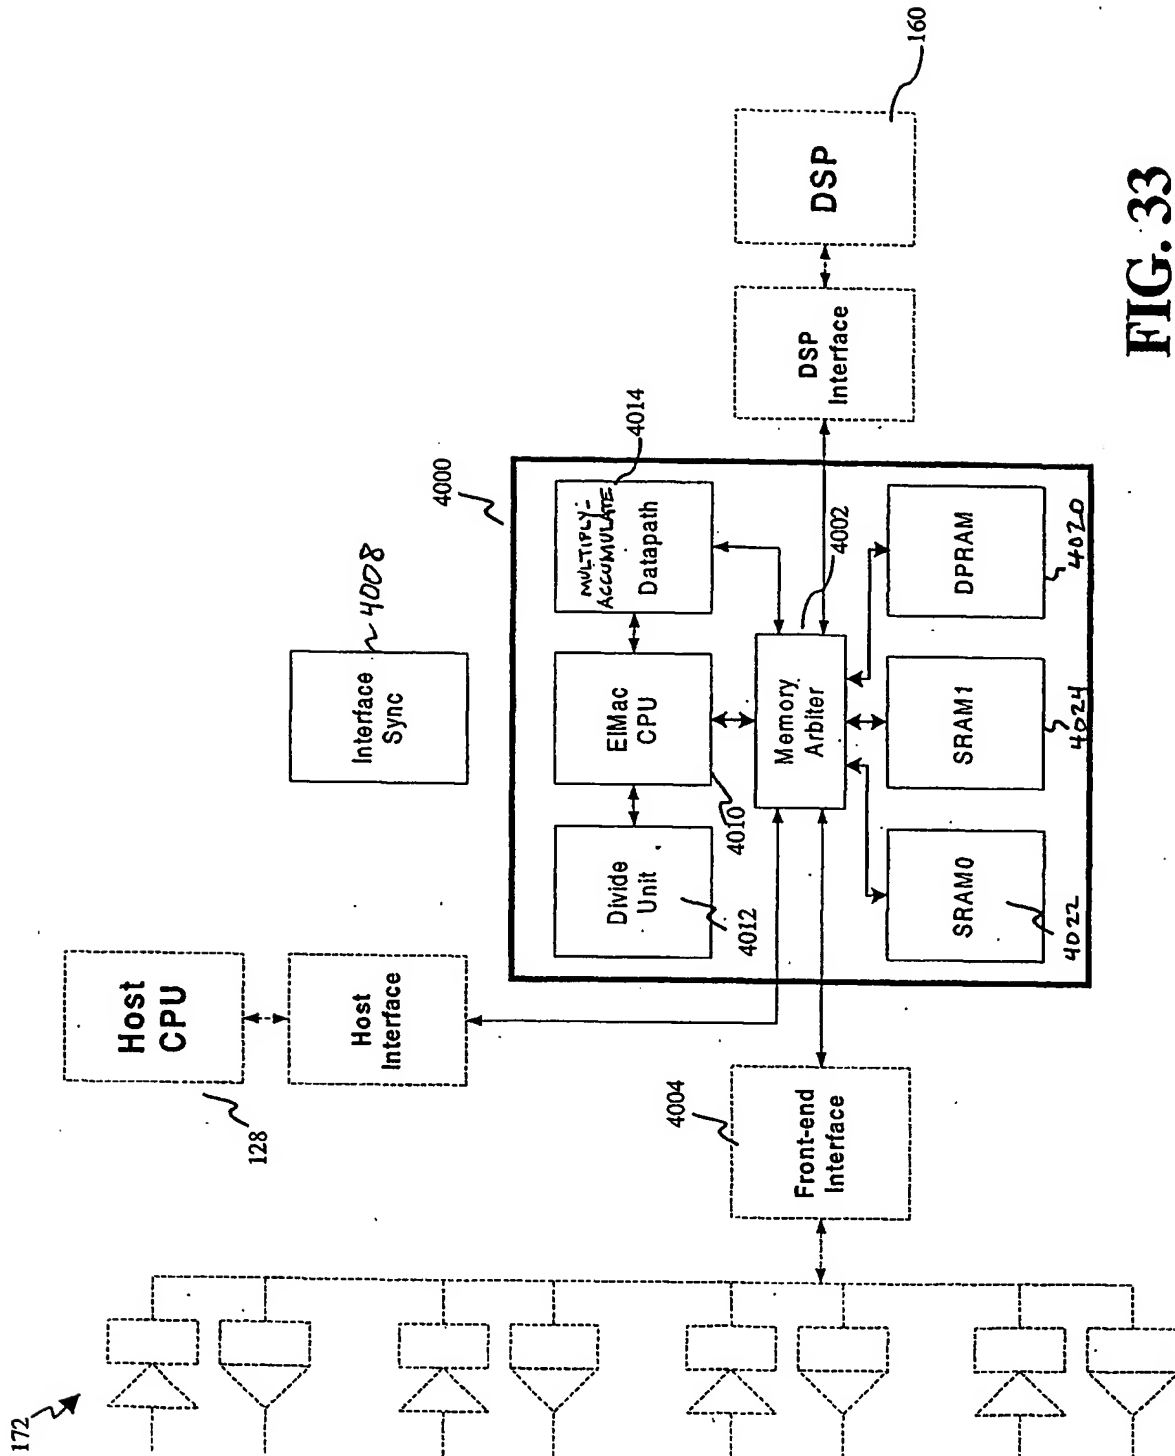 172
128
Host
CPU
Host
Interface
Interface
Sync
4008
4000
Front-end
Interface
4004
Divide
Unit
4012
ElMac
CPU
4010
MULTIPLY-
ACCUMULATE
Datapath
4014
Memory
Arbiter
4002
SRAM0
4022
SRAM1
4024
DPRAM
4020
DSP
Interface
DSP
160
FIG. 33